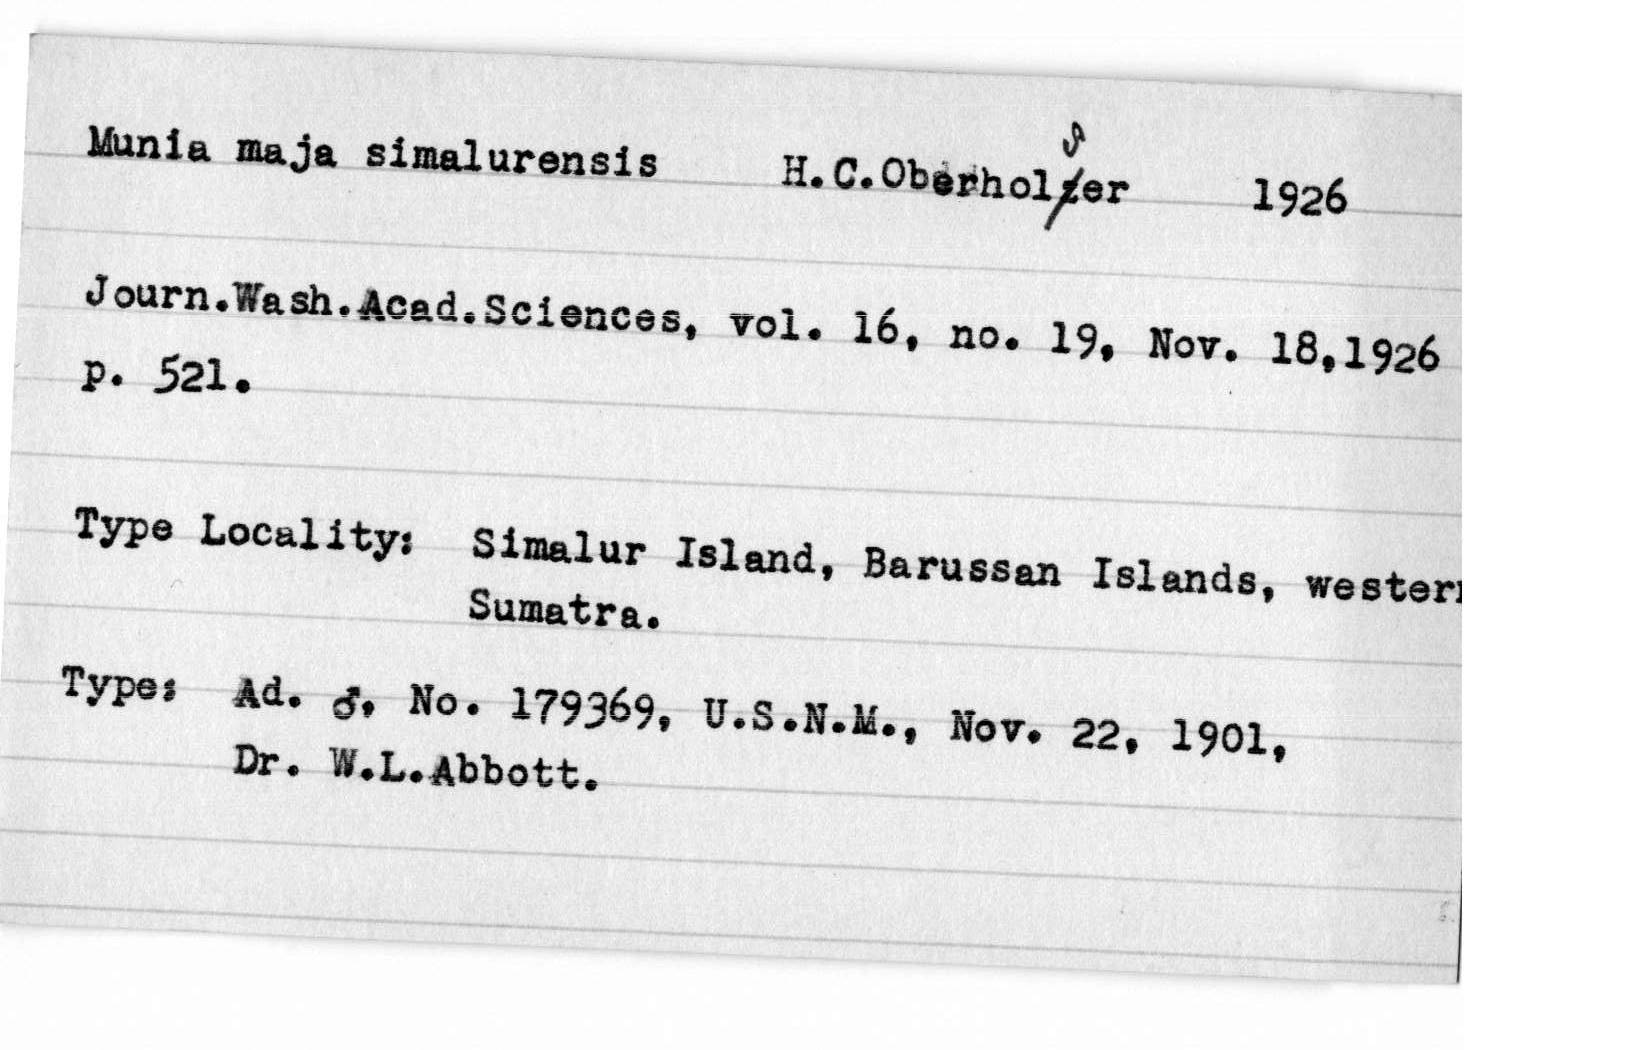 Munia maja simalurensis H.C.Oberholser 1926
Journ.Wash.Acad.Sciences, vol. 16, no. 19, Nov. 18,1926
p. 521.
Type Locality: Simalur Island, Barussan Islands, western
Sumatra.
Type: Ad. ♂, No. 179369, U.S.N.M., Nov. 22, 1901,
Dr. W.L.Abbott.